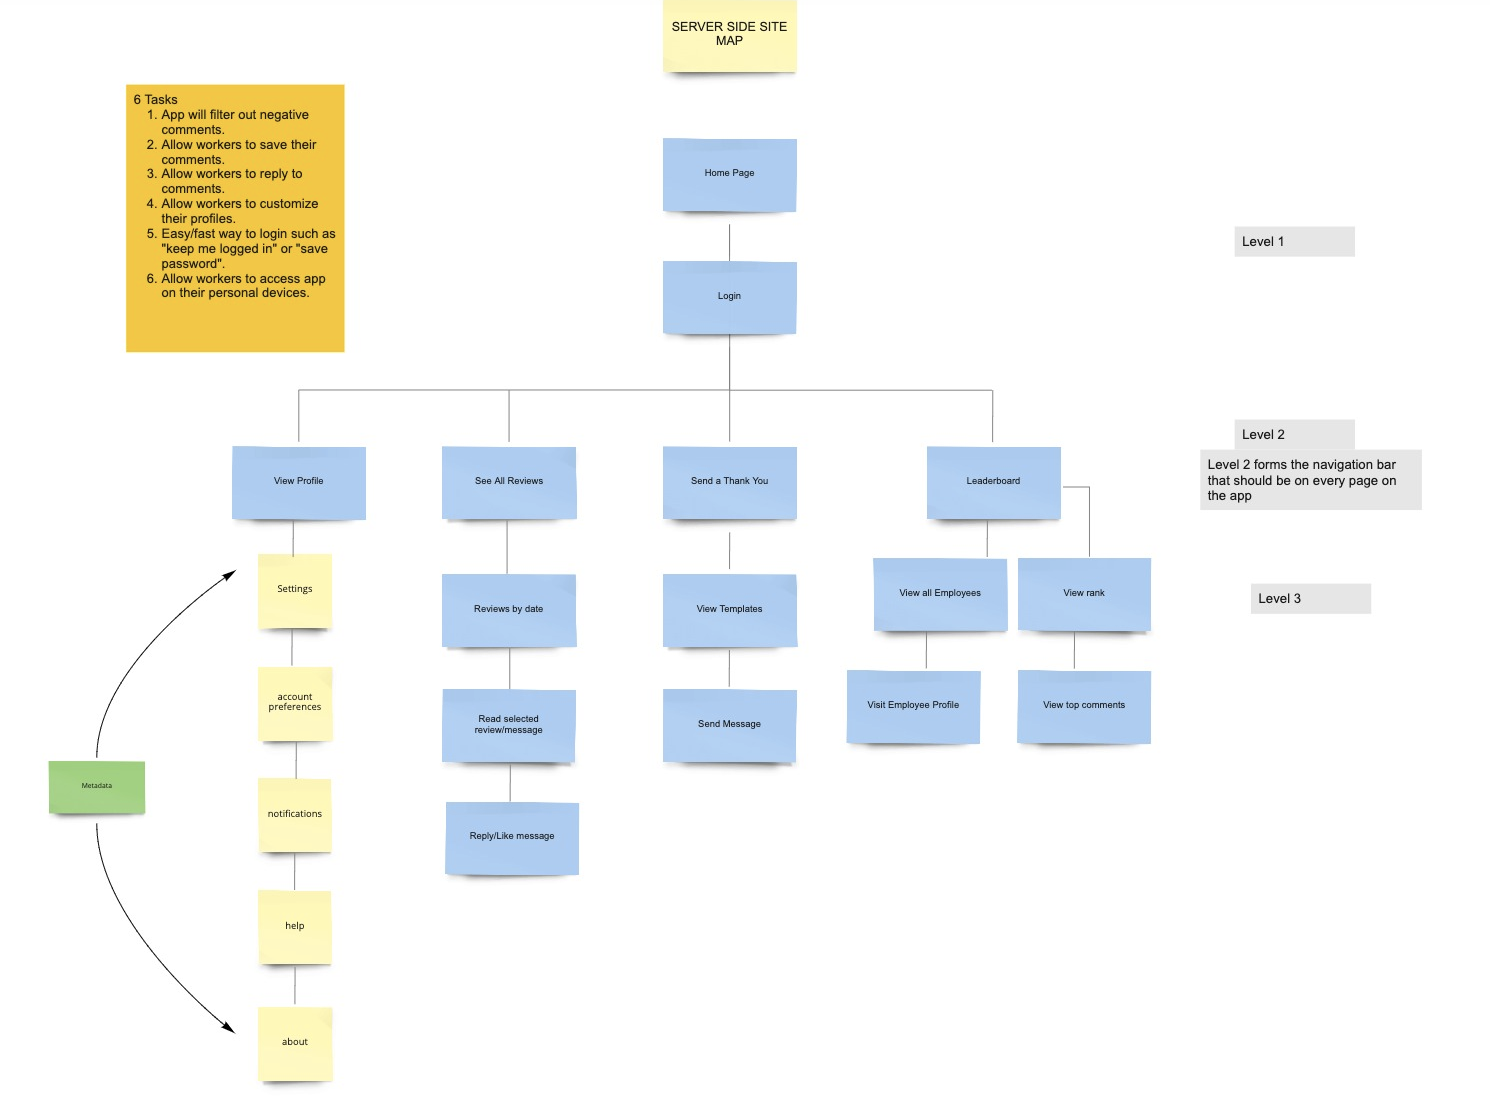 SERVER SIDE SITE
MAP
6 Tasks
1. App will filter out negative
comments.
2. Allow workers to save their
comments.
3. Allow workers to reply to
comments.
4. Allow workers to customize
their profiles.
5. Easy/fast way to login such as
"keep me logged in" or "save
password".
6. Allow workers to access app
on their personal devices.
Home Page
Level 1
Login
Level 2
Level 2 forms the navigation bar
that should be on every page on
the app
View Profile
See All Reviews
Send a Thank You
Leaderboard
Settings
Reviews by date
View Templates
View all Employees
View rank
Level 3
account
preferences
Read selected
review/message
Send Message
Visit Employee Profile
View top comments
Metadata
notifications
Reply/Like message
help
about